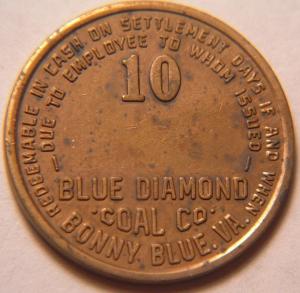 REDEEMABLE IN CASH ON SETTLEMENT DAYS IF AND WHEN
DUE TO EMPLOYEE TO WHOM ISSUED
10
BLUE DIAMOND
COAL CO.
BONNY BLUE, VA.